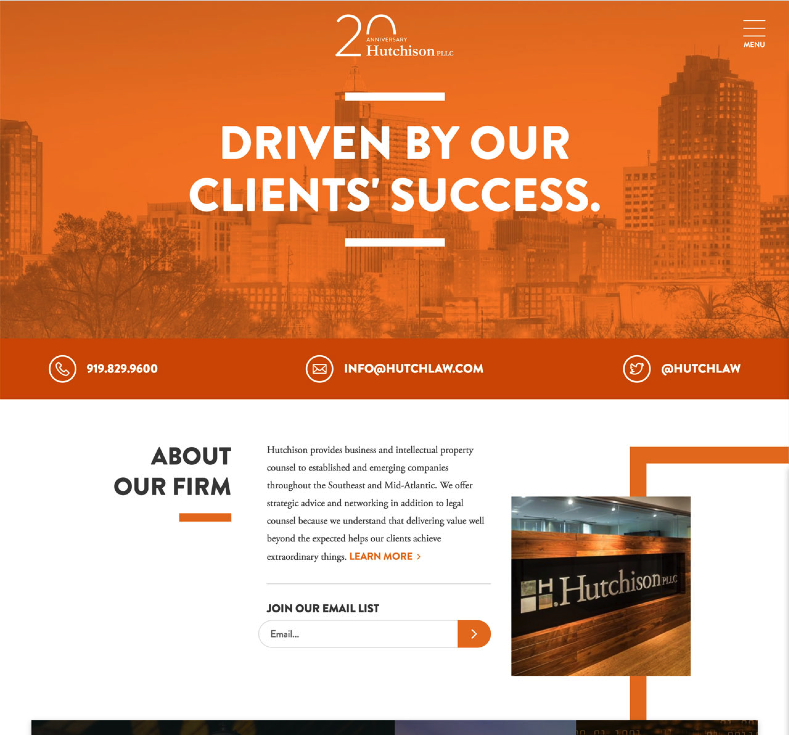 20
ANNIVERSARY
Hutchison PLLC
MENU
DRIVEN BY OUR
CLIENTS' SUCCESS.
919.829.9600
INFO@HUTCHLAW.COM
@HUTCHLAW
ABOUT
OUR FIRM
Hutchison provides business and intellectual property
counsel to established and emerging companies
throughout the Southeast and Mid-Atlantic. We offer
strategic advice and networking in addition to legal
counsel because we understand that delivering value well
beyond the expected helps our clients achieve
extraordinary things. LEARN MORE >
JOIN OUR EMAIL LIST
Email...
H. Hutchison PLLC